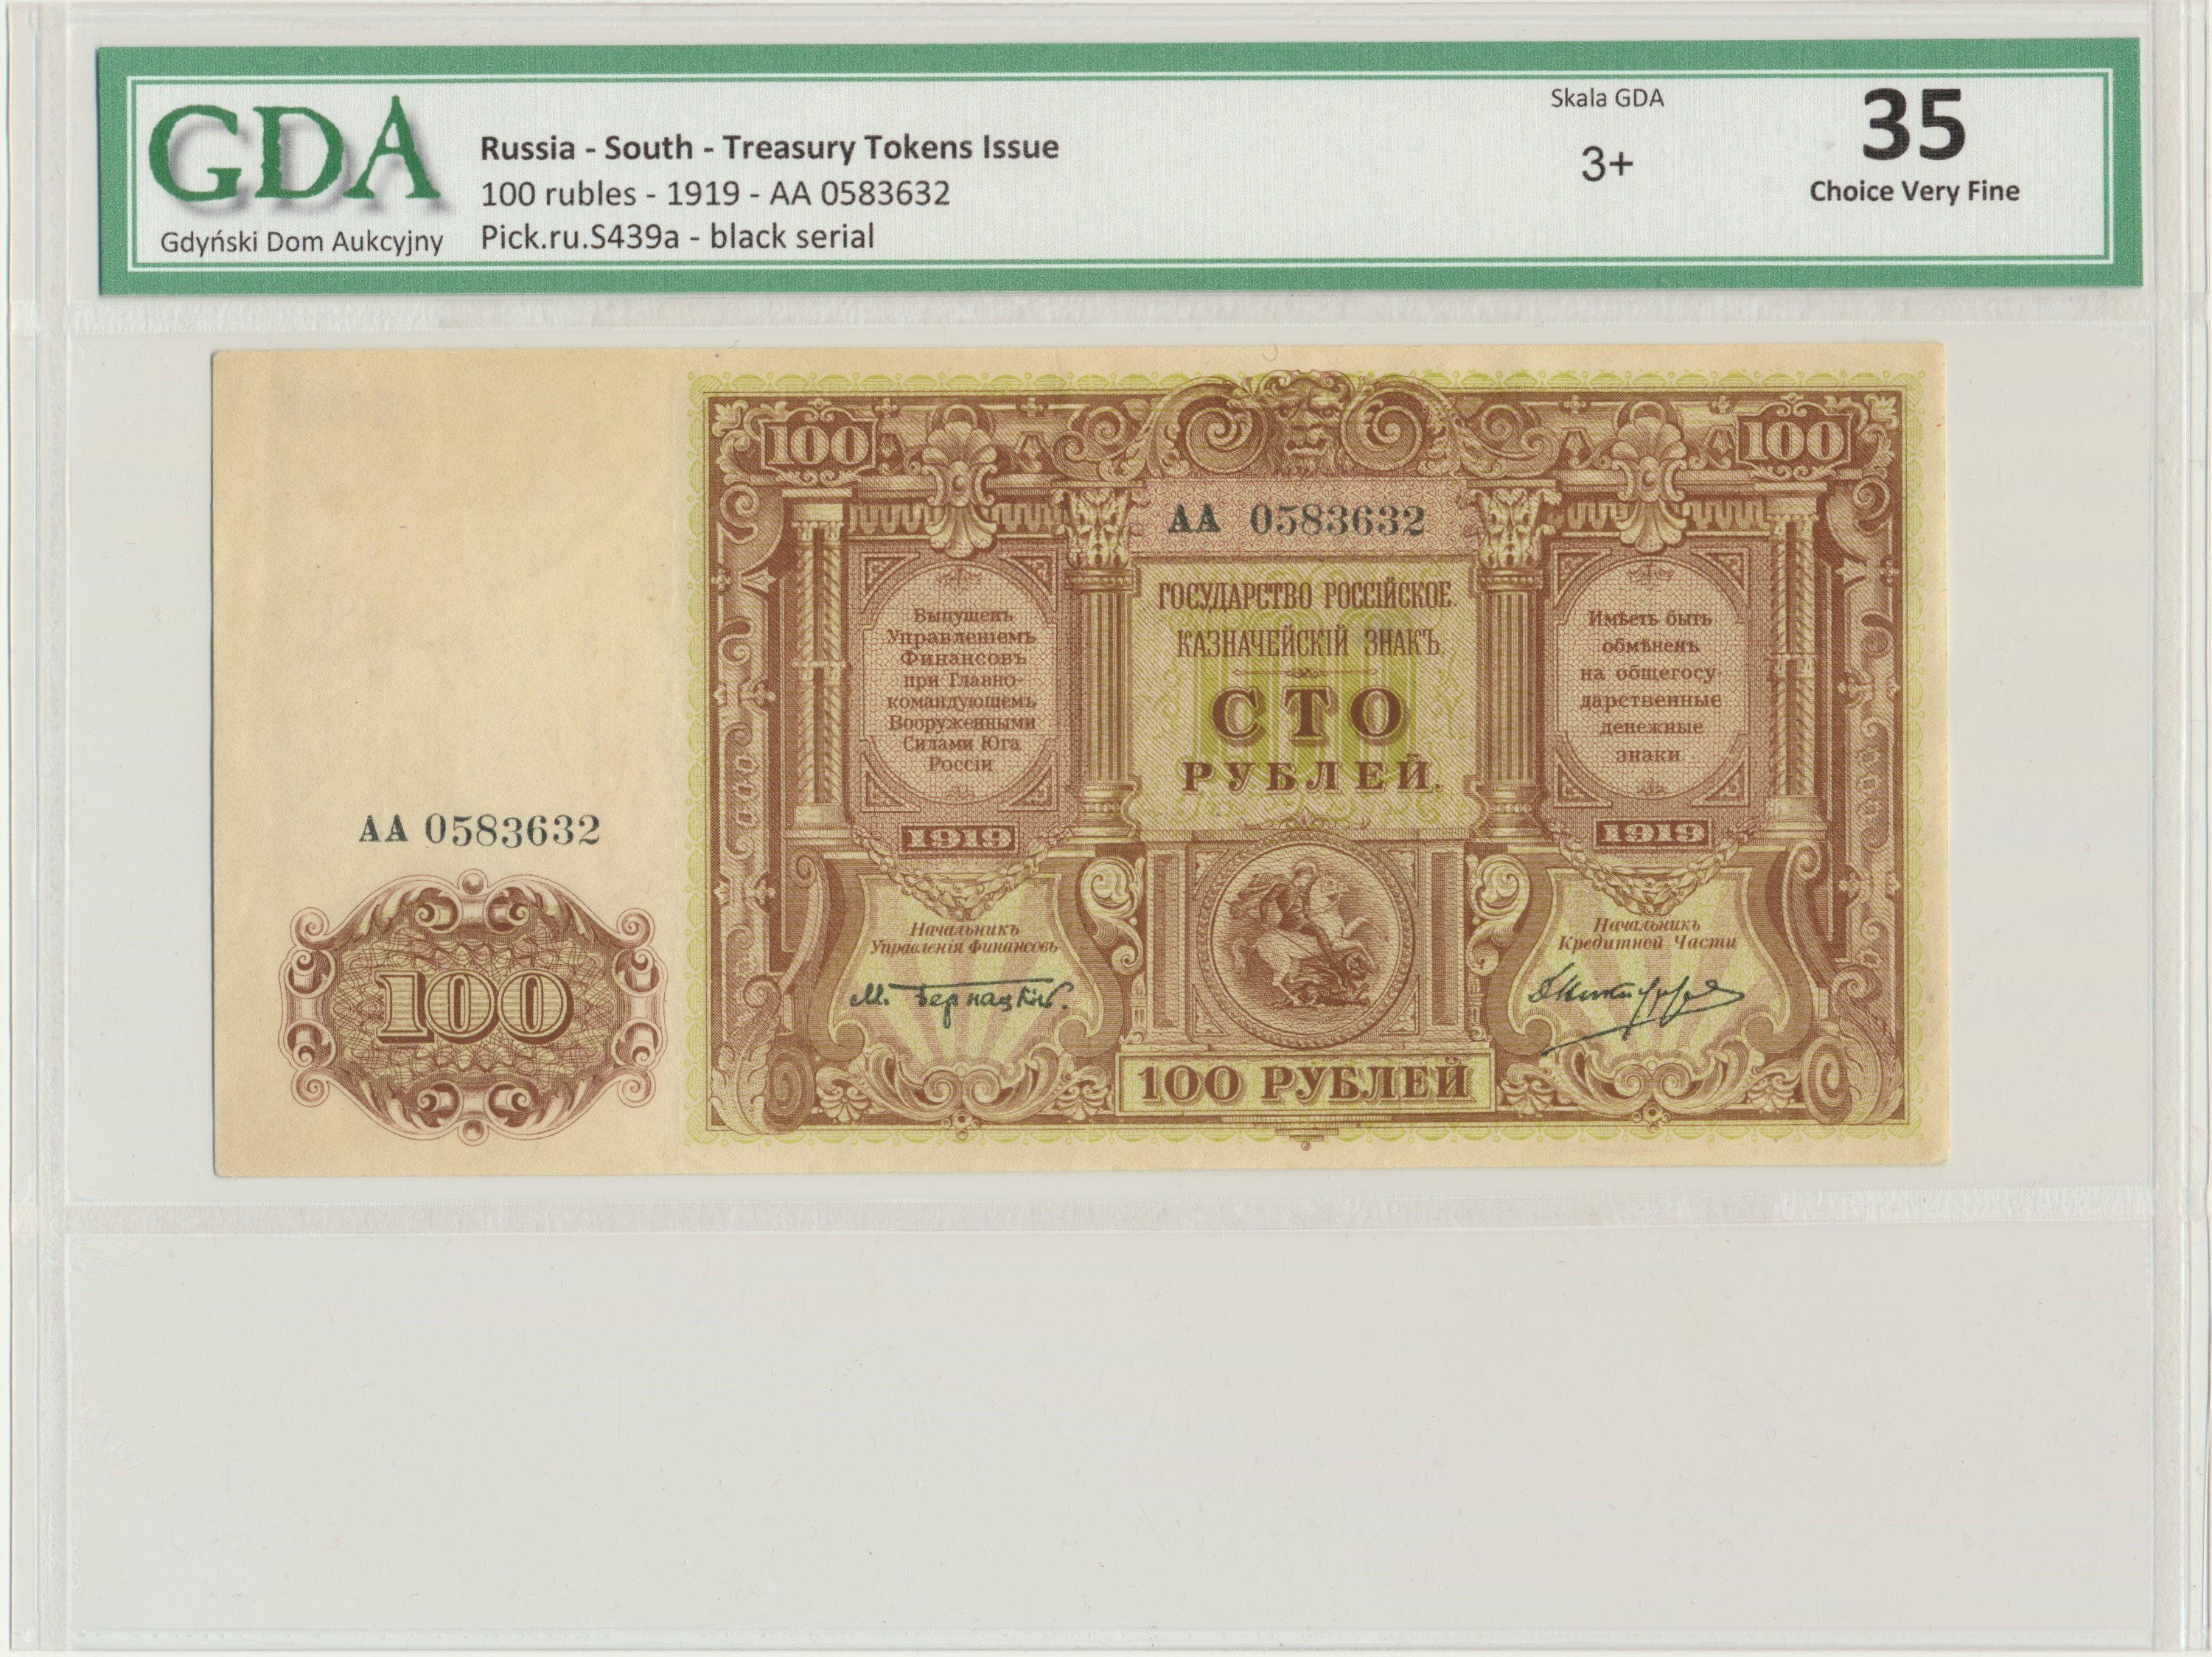 GDA
Gdyński Dom Aukcyjny
Russia - South - Treasury Tokens Issue
100 rubles - 1919 - AA 0583632
Pick.ru.S439a - black serial
Skala GDA
3+
35
Choice Very Fine
100
100
АА 0583632
ГОСУДАРСТВО РОССІЙСКОЕ.
КАЗНАЧЕЙСКІЙ ЗНАКЪ.
СТО
РУБЛЕЙ.
Выпущенъ
Управленіемъ
Финансовъ
при Главно-
командующемъ
Вооруженными
Силами Юга
Россіи
1919
Имѣетъ быть
обмѣненъ
на общегосу-
дарственные
денежные
знаки
1919
АА 0583632
100
Начальникъ
Управленія Финансовъ
М. Бернацкій.
Начальникъ
Кредитной Части
100 РУБЛЕЙ